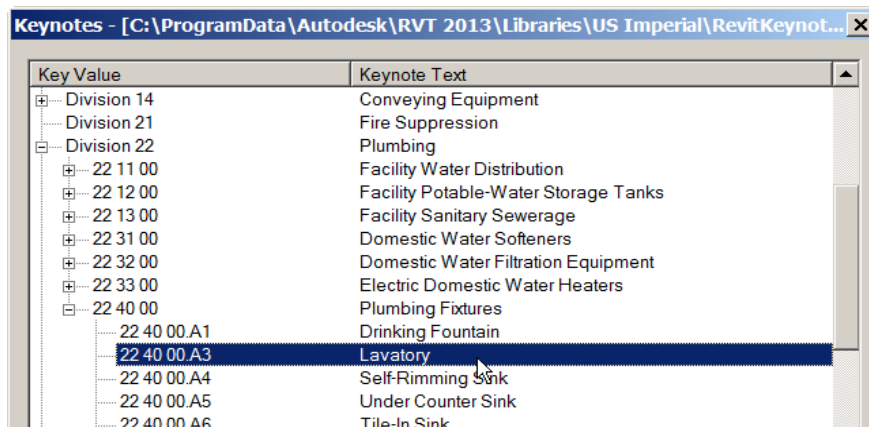 Keynotes - [C:\ProgramData\Autodesk\RVT 2013\Libraries\US Imperial\RevitKeynot...
Key Value Keynote Text
Division 14 Conveying Equipment
Division 21 Fire Suppression
Division 22 Plumbing
22 11 00 Facility Water Distribution
22 12 00 Facility Potable-Water Storage Tanks
22 13 00 Facility Sanitary Sewerage
22 31 00 Domestic Water Softeners
22 32 00 Domestic Water Filtration Equipment
22 33 00 Electric Domestic Water Heaters
22 40 00 Plumbing Fixtures
22 40 00.A1 Drinking Fountain
22 40 00.A3 Lavatory
22 40 00.A4 Self-Rimming Sink
22 40 00.A5 Under Counter Sink
22 40 00.A6 Tile-In Sink